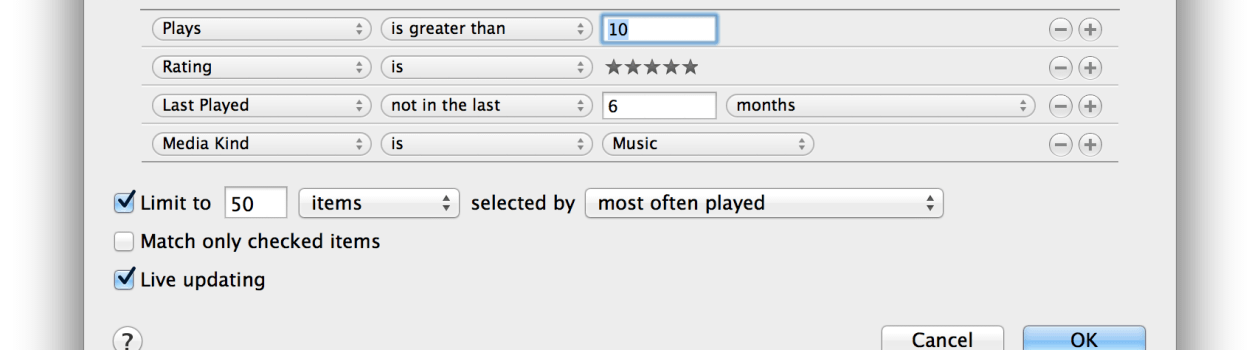 Plays is greater than 10
Rating is ★★★★★
Last Played not in the last 6 months
Media Kind is Music
Limit to 50 items selected by most often played
Match only checked items
Live updating
? Cancel OK